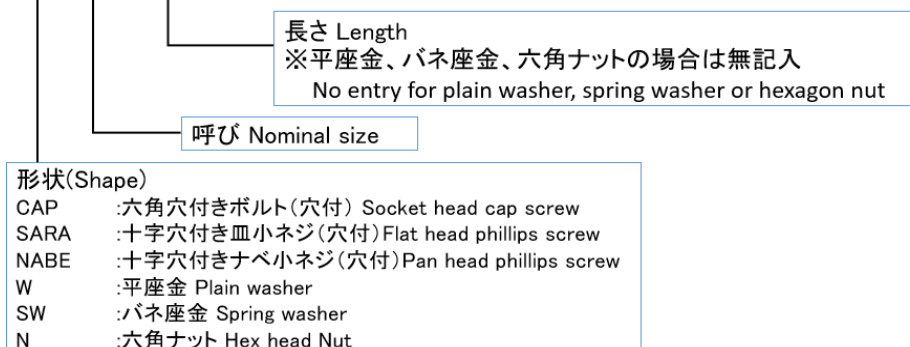 長さ Length
※平座金、バネ座金、六角ナットの場合は無記入
No entry for plain washer, spring washer or hexagon nut
呼び Nominal size
形状(Shape)
CAP :六角穴付きボルト(穴付) Socket head cap screw
SARA :十字穴付き皿小ネジ(穴付)Flat head phillips screw
NABE :十字穴付きナベ小ネジ(穴付)Pan head phillips screw
W :平座金 Plain washer
SW :バネ座金 Spring washer
N :六角ナット Hex head Nut